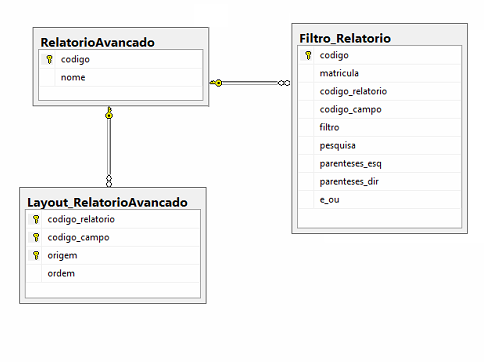 RelatorioAvancado
codigo
nome
Filtro_Relatorio
codigo
matricula
codigo_relatorio
codigo_campo
filtro
pesquisa
parenteses_esq
parenteses_dir
e_ou
Layout_RelatorioAvancado
codigo_relatorio
codigo_campo
origem
ordem